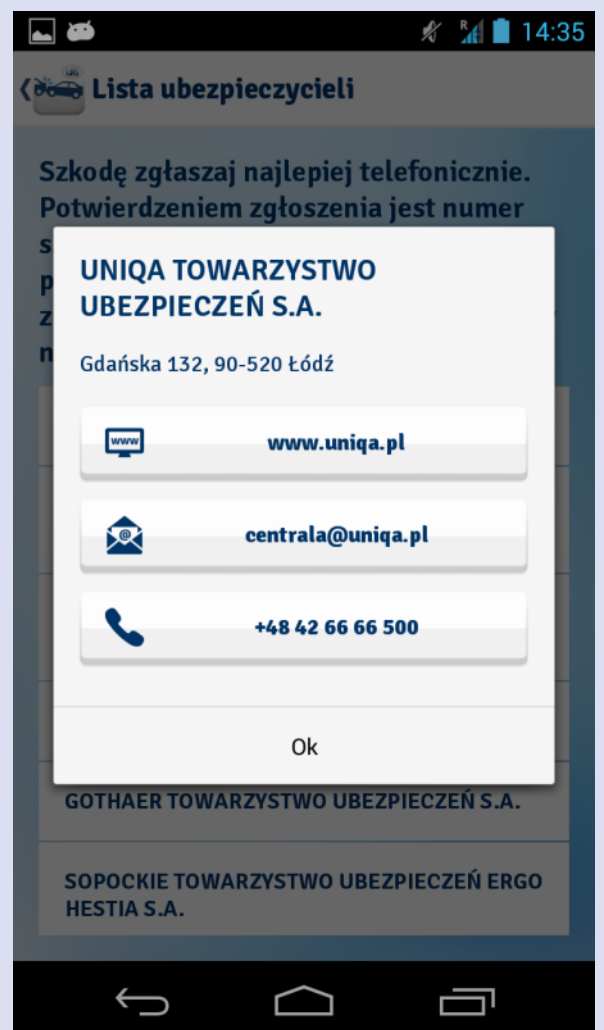 R
14:35
Lista ubezpieczycieli
Szkodę zgłaszaj najlepiej telefonicznie.
Potwierdzeniem zgłoszenia jest numer
s
p
z
n
UNIQA TOWARZYSTWO
UBEZPIECZEŃ S.A.
Gdańska 132, 90-520 Łódź
www
www.uniqa.pl
@
centrala@uniqa.pl
+48 42 66 66 500
Ok
GOTHAER TOWARZYSTWO UBEZPIECZEŃ S.A.
SOPOCKIE TOWARZYSTWO UBEZPIECZEŃ ERGO
HESTIA S.A.